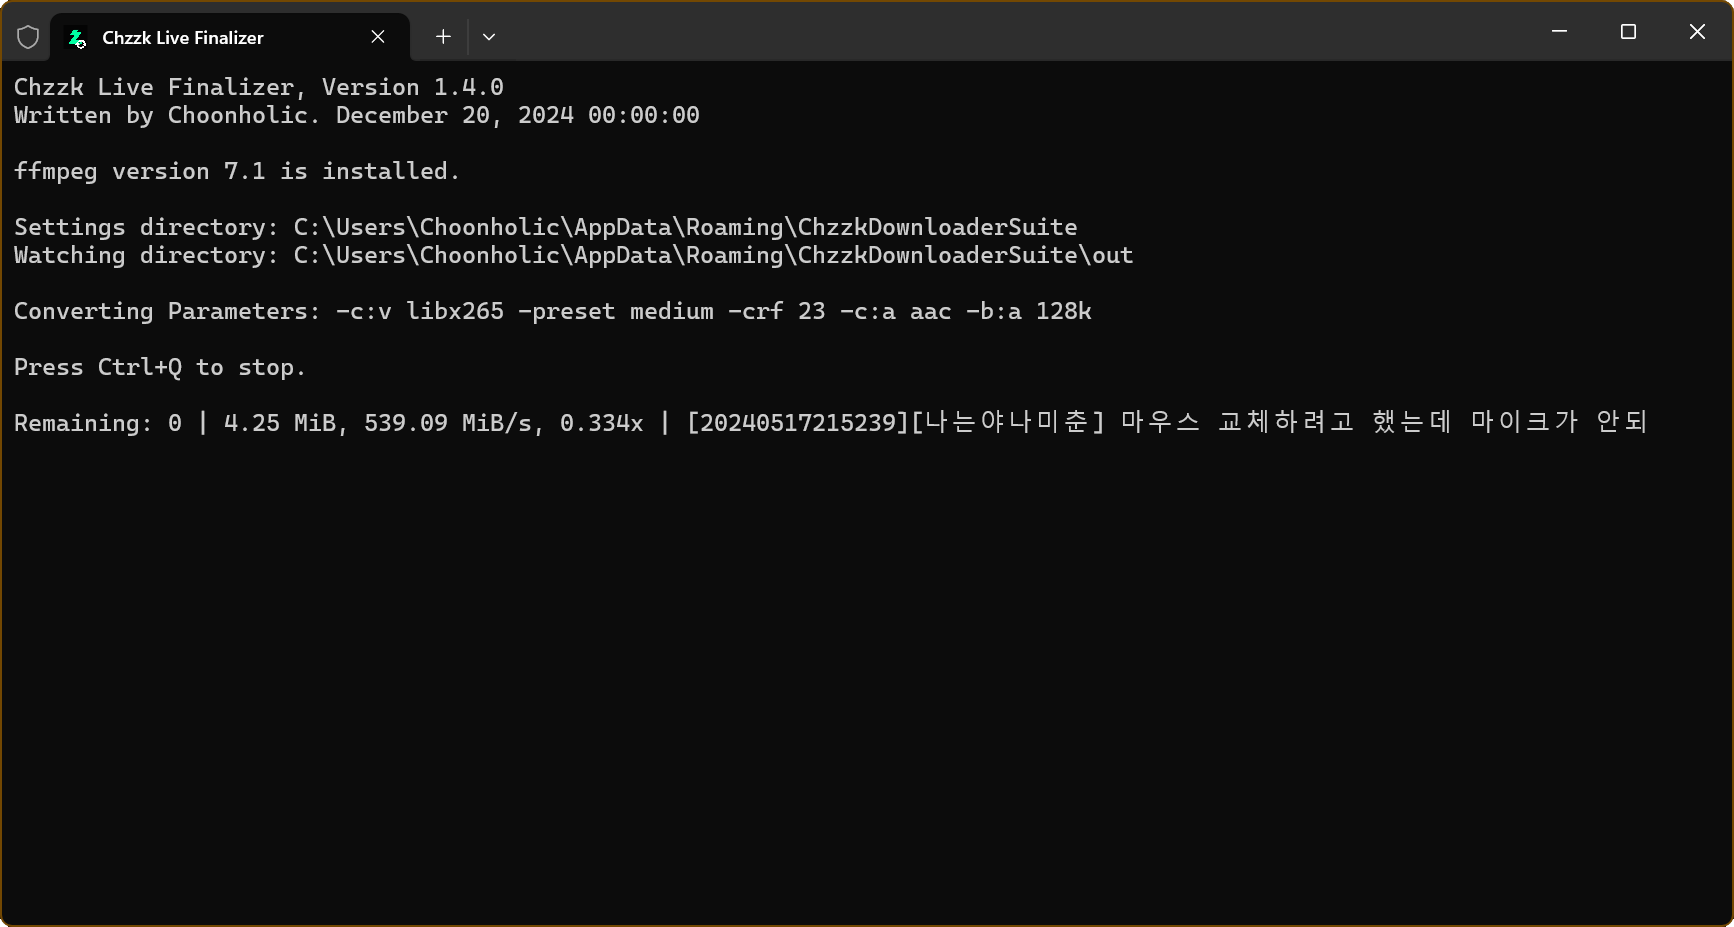 Chzzk Live Finalizer
Chzzk Live Finalizer, Version 1.4.0
Written by Choonholic. December 20, 2024 00:00:00
ffmpeg version 7.1 is installed.
Settings directory: C:\Users\Choonholic\AppData\Roaming\ChzzkDownloaderSuite
Watching directory: C:\Users\Choonholic\AppData\Roaming\ChzzkDownloaderSuite\out
Converting Parameters: -c:v libx265 -preset medium -crf 23 -c:a aac -b:a 128k
Press Ctrl+Q to stop.
Remaining: 0 | 4.25 MiB, 539.09 MiB/s, 0.334x | [20240517215239][나는야나미춘] 마우스 교체하려고 했는데 마이크가 안되